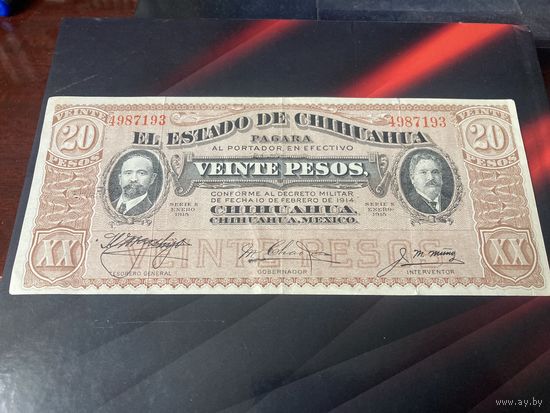 VEINTE
20
PESOS
4987193
4987193
VEINTE
20
PESOS
EL ESTADO DE CHIHUAHUA
PAGARA
AL PORTADOR, EN EFECTIVO
VEINTE PESOS.
CONFORME AL DECRETO MILITAR
DE FECHA 10 DE FEBRERO DE 1914
SERIE
ENERO
1915
SERIE
ENERO
1915
CHIHUAHUA,
CHIHUAHUA, MEXICO.
VEINTE PESOS
XX
XX
TESORERO GENERAL
GOBERNADOR
INTERVENTOR
www.ay.by